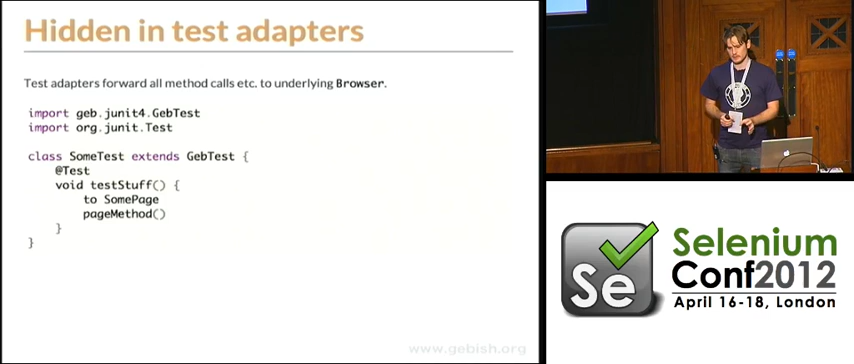 Hidden in test adapters
Test adapters forward all method calls etc. to underlying Browser.
import geb.junit4.GebTest
import org.junit.Test
class SomeTest extends GebTest {
@Test
void testStuff() {
to SomePage
pageMethod()
}
}
www.gebish.org
Se
Selenium
Conf2012
April 16-18, London